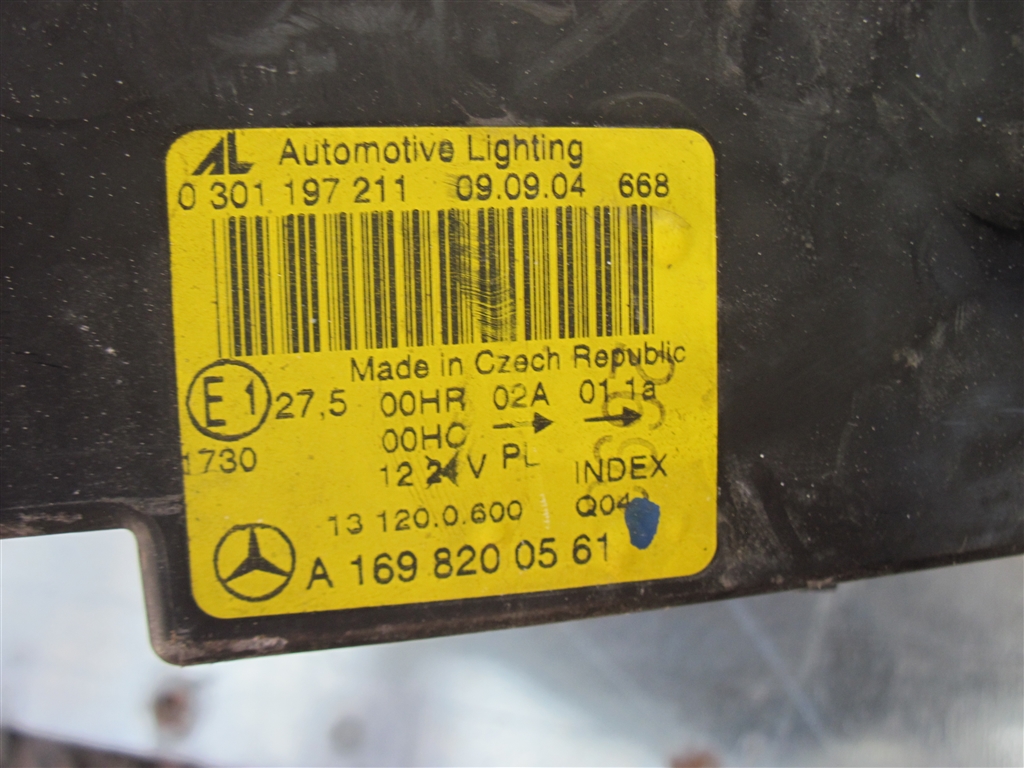 AL Automotive Lighting
0 301 197 211 09.09.04 668
Made in Czech Republic
E1 27,5 00HR 02A 01 1a
00HC → →
1730 12 24 V PL INDEX
13 120.0.600 Q04
A 169 820 05 61